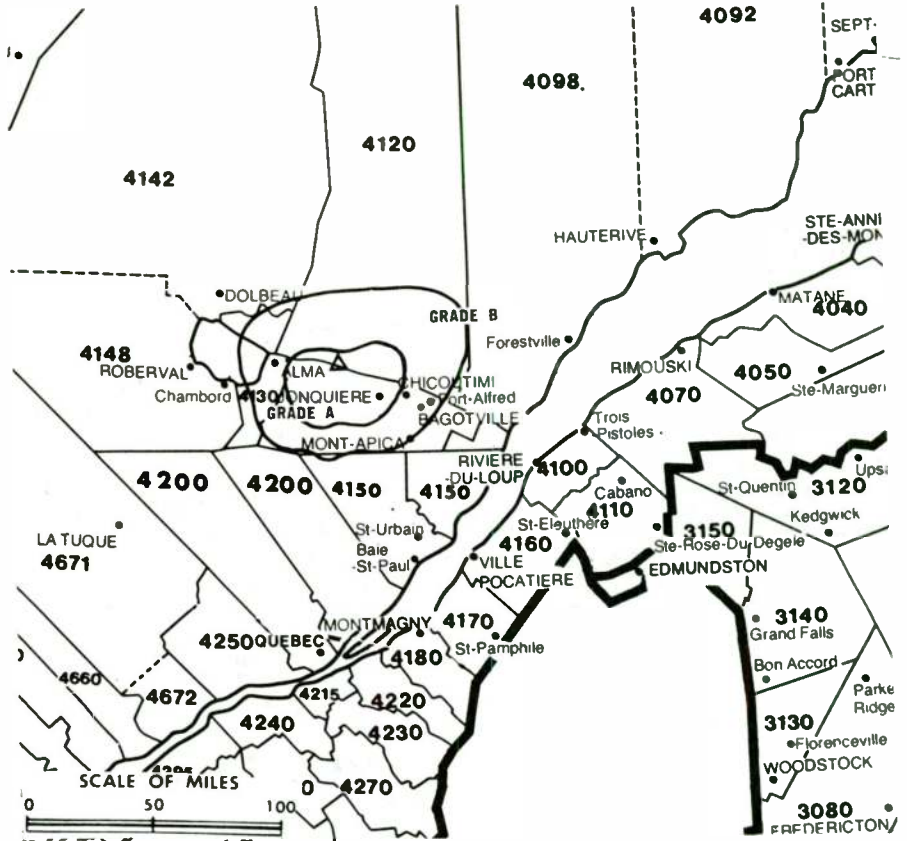 4092
SEPT-
PORT
CART
4098.
4120
4142
HAUTERIVE
STE-ANN
-DES-MON
DOLBEAU
MATANE
4040
GRADE B
Forestville
4148
ROBERVAL
ALMA
RIMOUSKI
4050
Chambord
4130
JONQUIERE
CHICOUTIMI
Port-Alfred
4070
Ste-Margueri
GRADE A
BAGOTVILLE
Trois
Pistoles
MONT-APICA
RIVIERE
-DU-LOUP
4100
4200
4200
4150
4150
Cabano
4110
St-Quentin
3120
Upsa
LA TUQUE
4671
St-Urbain
Baie
-St-Paul
St-Eleuthere
4160
3150
Kedgwick
Ste-Rose-Du-Degele
VILLE
POCATIERE
EDMUNDSTON
MONTMAGNY
4170
3140
Grand Falls
4250
QUEBEC
4180
St-Pamphile
Bon Accord
4660
4672
4215
4220
Parke
Ridge
4240
4230
3130
Florenceville
WOODSTOCK
SCALE OF MILES
0
4270
0
50
100
3080
FREDERICTON